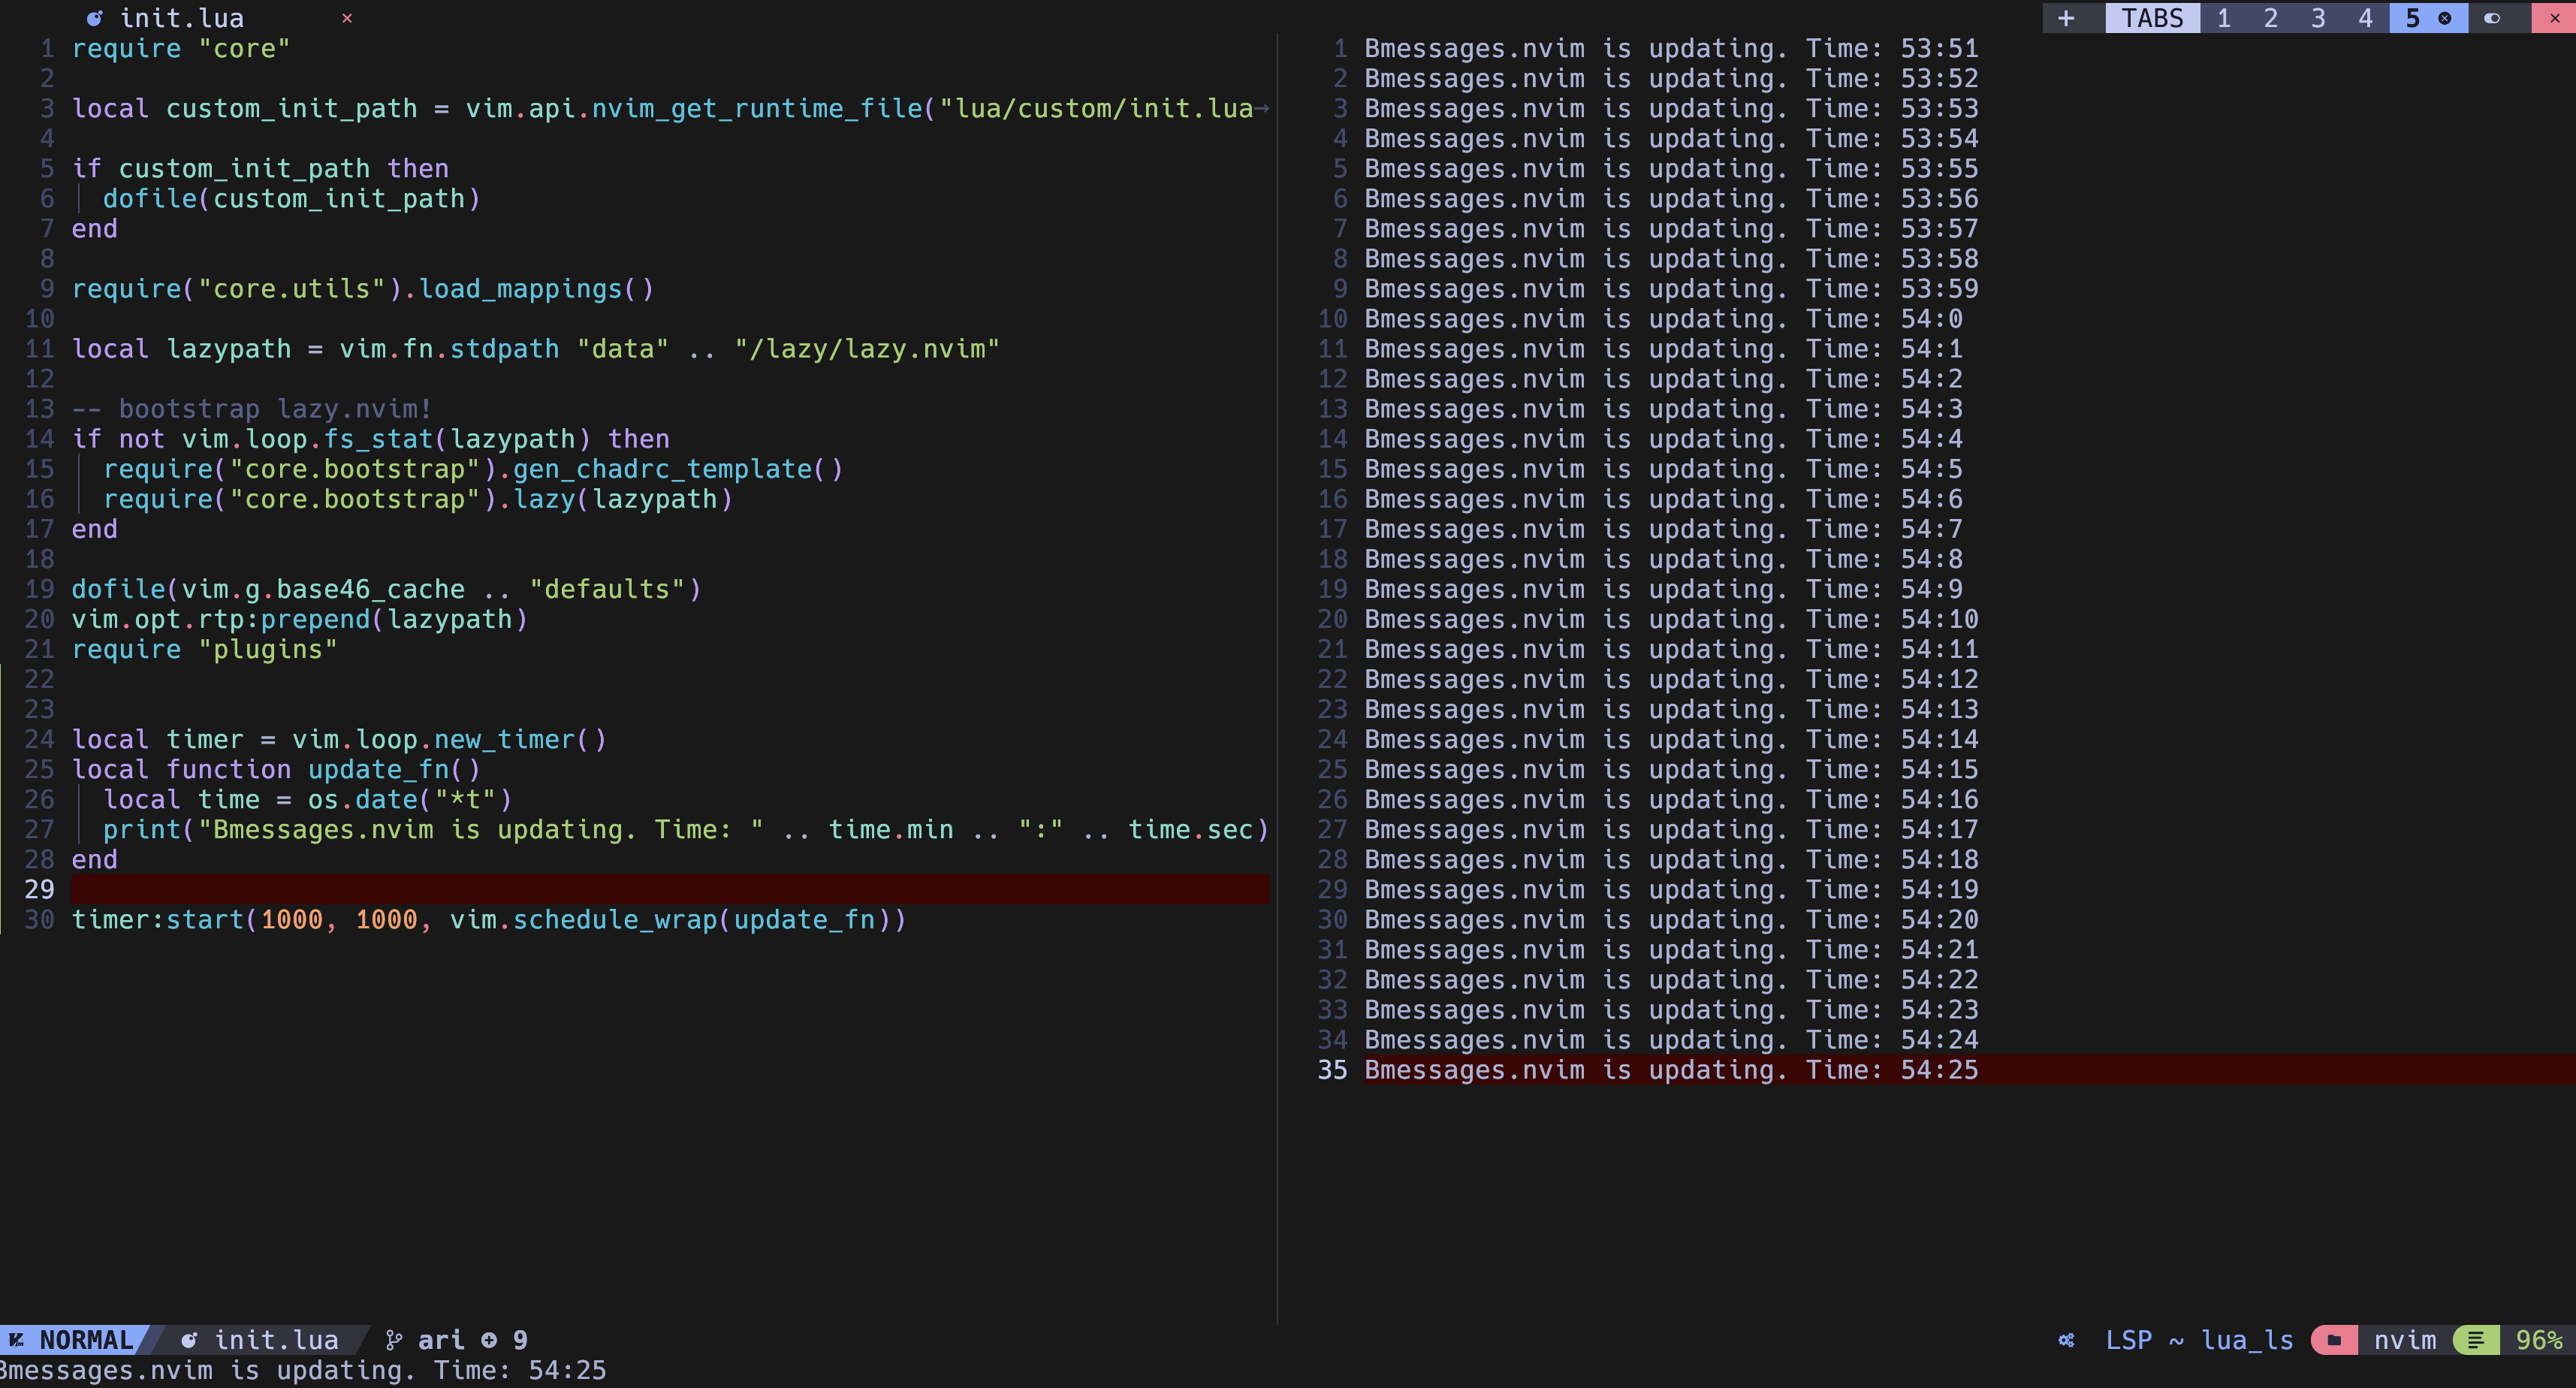 init.lua ×
+ TABS 1 2 3 4 5 ×
1 require "core"
2
3 local custom_init_path = vim.api.nvim_get_runtime_file("lua/custom/init.lua→
4
5 if custom_init_path then
6 dofile(custom_init_path)
7 end
8
9 require("core.utils").load_mappings()
10
11 local lazypath = vim.fn.stdpath "data" .. "/lazy/lazy.nvim"
12
13 -- bootstrap lazy.nvim!
14 if not vim.loop.fs_stat(lazypath) then
15 require("core.bootstrap").gen_chadrc_template()
16 require("core.bootstrap").lazy(lazypath)
17 end
18
19 dofile(vim.g.base46_cache .. "defaults")
20 vim.opt.rtp:prepend(lazypath)
21 require "plugins"
22
23
24 local timer = vim.loop.new_timer()
25 local function update_fn()
26 local time = os.date("*t")
27 print("Bmessages.nvim is updating. Time: " .. time.min .. ":" .. time.sec)
28 end
29
30 timer:start(1000, 1000, vim.schedule_wrap(update_fn))
1 Bmessages.nvim is updating. Time: 53:51
2 Bmessages.nvim is updating. Time: 53:52
3 Bmessages.nvim is updating. Time: 53:53
4 Bmessages.nvim is updating. Time: 53:54
5 Bmessages.nvim is updating. Time: 53:55
6 Bmessages.nvim is updating. Time: 53:56
7 Bmessages.nvim is updating. Time: 53:57
8 Bmessages.nvim is updating. Time: 53:58
9 Bmessages.nvim is updating. Time: 53:59
10 Bmessages.nvim is updating. Time: 54:0
11 Bmessages.nvim is updating. Time: 54:1
12 Bmessages.nvim is updating. Time: 54:2
13 Bmessages.nvim is updating. Time: 54:3
14 Bmessages.nvim is updating. Time: 54:4
15 Bmessages.nvim is updating. Time: 54:5
16 Bmessages.nvim is updating. Time: 54:6
17 Bmessages.nvim is updating. Time: 54:7
18 Bmessages.nvim is updating. Time: 54:8
19 Bmessages.nvim is updating. Time: 54:9
20 Bmessages.nvim is updating. Time: 54:10
21 Bmessages.nvim is updating. Time: 54:11
22 Bmessages.nvim is updating. Time: 54:12
23 Bmessages.nvim is updating. Time: 54:13
24 Bmessages.nvim is updating. Time: 54:14
25 Bmessages.nvim is updating. Time: 54:15
26 Bmessages.nvim is updating. Time: 54:16
27 Bmessages.nvim is updating. Time: 54:17
28 Bmessages.nvim is updating. Time: 54:18
29 Bmessages.nvim is updating. Time: 54:19
30 Bmessages.nvim is updating. Time: 54:20
31 Bmessages.nvim is updating. Time: 54:21
32 Bmessages.nvim is updating. Time: 54:22
33 Bmessages.nvim is updating. Time: 54:23
34 Bmessages.nvim is updating. Time: 54:24
35 Bmessages.nvim is updating. Time: 54:25
NORMAL init.lua ari 9 LSP ~ lua_ls nvim 96%
Bmessages.nvim is updating. Time: 54:25